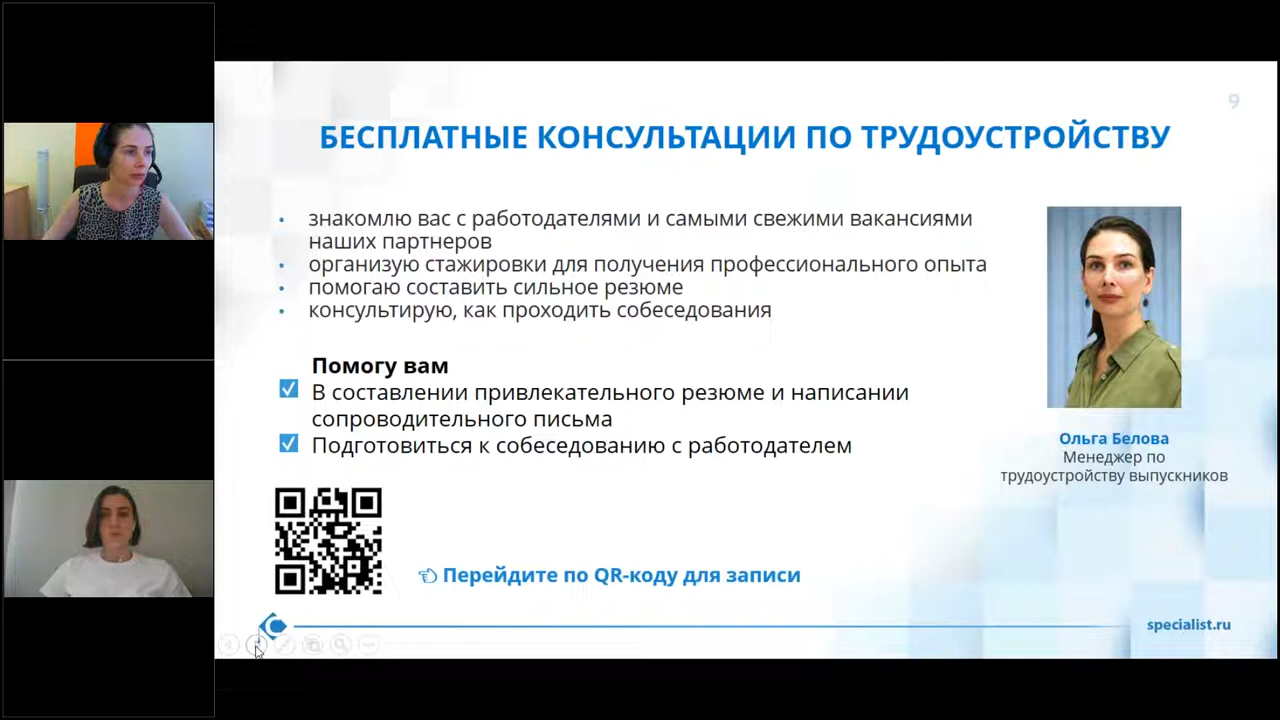 9
БЕСПЛАТНЫЕ КОНСУЛЬТАЦИИ ПО ТРУДОУСТРОЙСТВУ
• знакомлю вас с работодателями и самыми свежими вакансиями
наших партнеров
• организую стажировки для получения профессионального опыта
• помогаю составить сильное резюме
• консультирую, как проходить собеседования
Помогу вам
В составлении привлекательного резюме и написании
сопроводительного письма
Подготовиться к собеседованию с работодателем
Ольга Белова
Менеджер по
трудоустройству выпускников
Перейдите по QR-коду для записи
specialist.ru